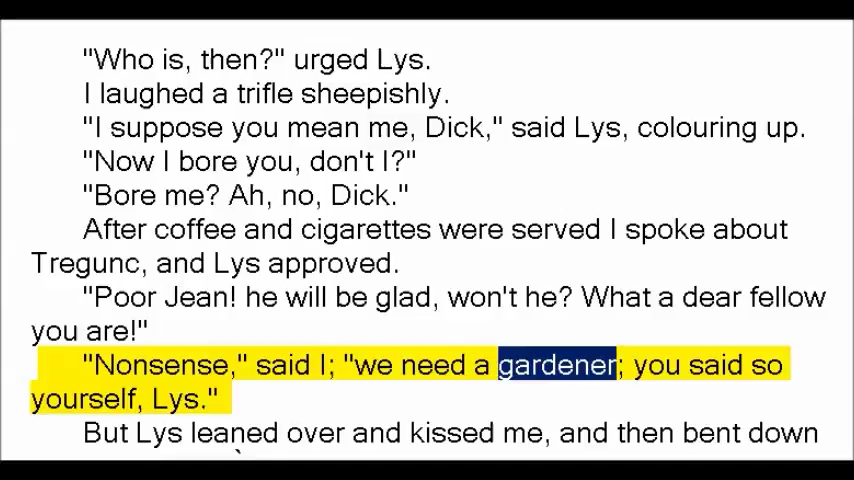 "Who is, then?" urged Lys.
I laughed a trifle sheepishly.
"I suppose you mean me, Dick," said Lys, colouring up.
"Now I bore you, don't I?"
"Bore me? Ah, no, Dick."
After coffee and cigarettes were served I spoke about
Tregunc, and Lys approved.
"Poor Jean! he will be glad, won't he? What a dear fellow
you are!"
"Nonsense," said I; "we need a gardener; you said so
yourself, Lys."
But Lys leaned over and kissed me, and then bent down